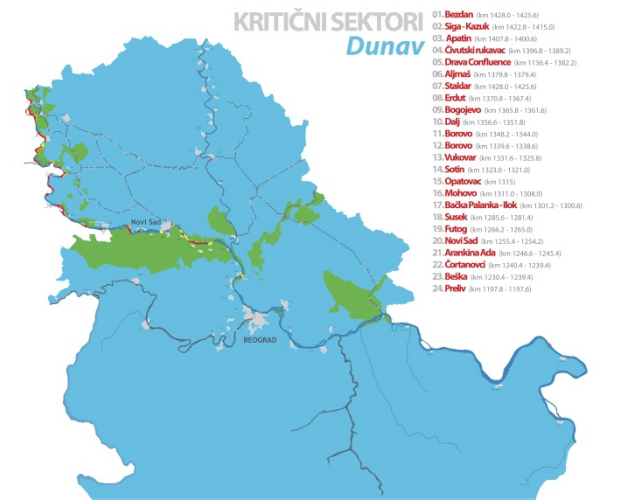 KRITIČNI SEKTORI
Dunav
01. Bezdan (km 1428.0 - 1425.6)
02. Siga - Kazuk (km 1422.8 - 1415.0)
03. Apatin (km 1407.8 - 1400.6)
04. Čivutski rukavac (km 1396.8 - 1389.2)
05. Drava Confluence (km 1136.4 - 1382.2)
06. Aljmaš (km 1379.8 - 1379.4)
07. Staklar (km 1428.0 - 1425.6)
08. Erdut (km 1370.8 - 1367.4)
09. Bogojevo (km 1365.8 - 1361.6)
10. Dalj (km 1356.6 - 1351.8)
11. Borovo (km 1348.2 - 1344.0)
12. Borovo (km 1339.6 - 1338.6)
13. Vukovar (km 1331.6 - 1325.8)
14. Sotin (km 1323.0 - 1321.0)
15. Opatovac (km 1315)
16. Mohovo (km 1311.0 - 1308.0)
17. Bačka Palanka - Ilok (km 1301.2 - 1300.6)
18. Susek (km 1285.6 - 1281.4)
19. Futog (km 1266.2 - 1265.0)
20. Novi Sad (km 1255.4 - 1254.2)
21. Arankina Ada (km 1246.6 - 1245.4)
22. Čortanovci (km 1240.4 - 1239.4)
23. Beška (km 1230.4 - 1239.4)
24. Preliv (km 1197.8 - 1197.6)
Novi Sad
BEOGRAD